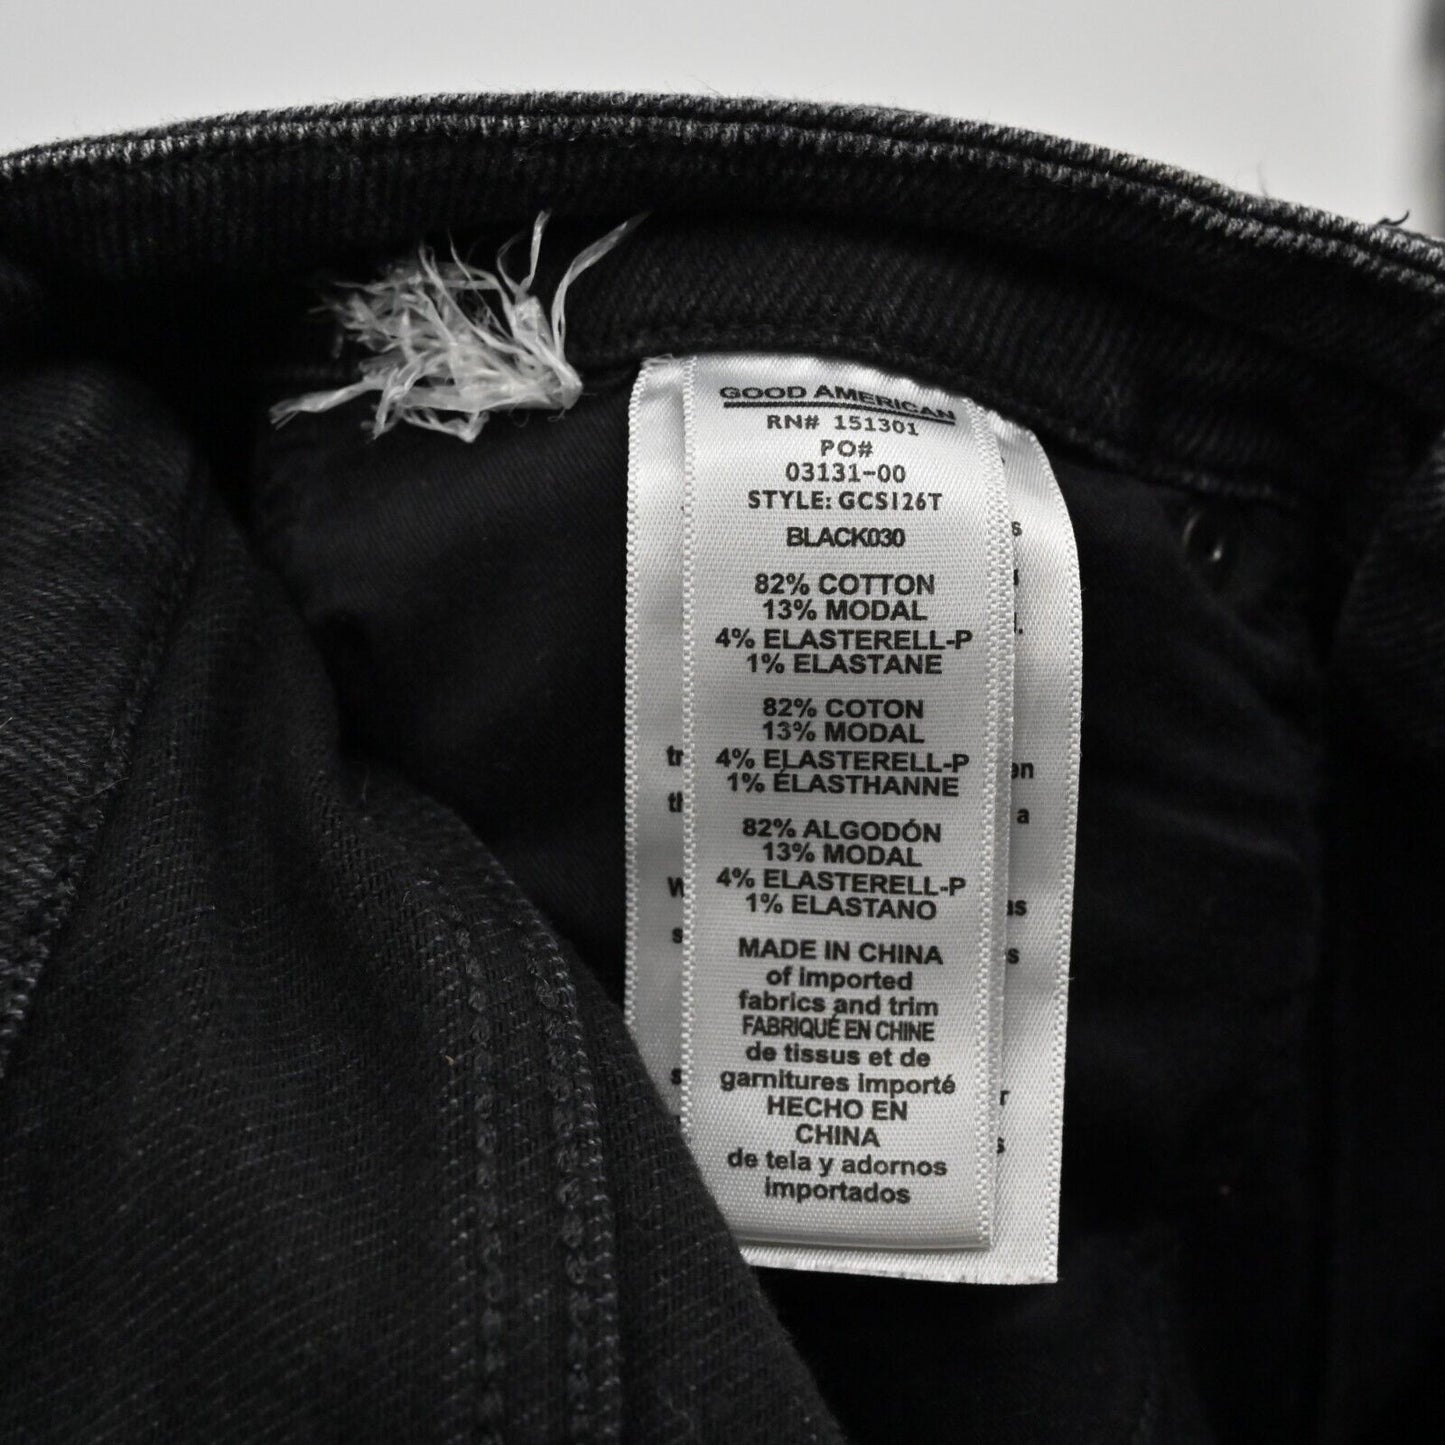 GOOD AMERICAN
RN# 151301
PO#
03131-00
STYLE: GCS126T
BLACK030
82% COTTON
13% MODAL
4% ELASTERELL-P
1% ELASTANE
82% COTON
13% MODAL
4% ELASTERELL-P
1% ÉLASTHANNE
82% ALGODÓN
13% MODAL
4% ELASTERELL-P
1% ELASTANO
MADE IN CHINA
of imported
fabrics and trim
FABRIQUÉ EN CHINE
de tissus et de
garnitures importé
HECHO EN
CHINA
de tela y adornos
importados